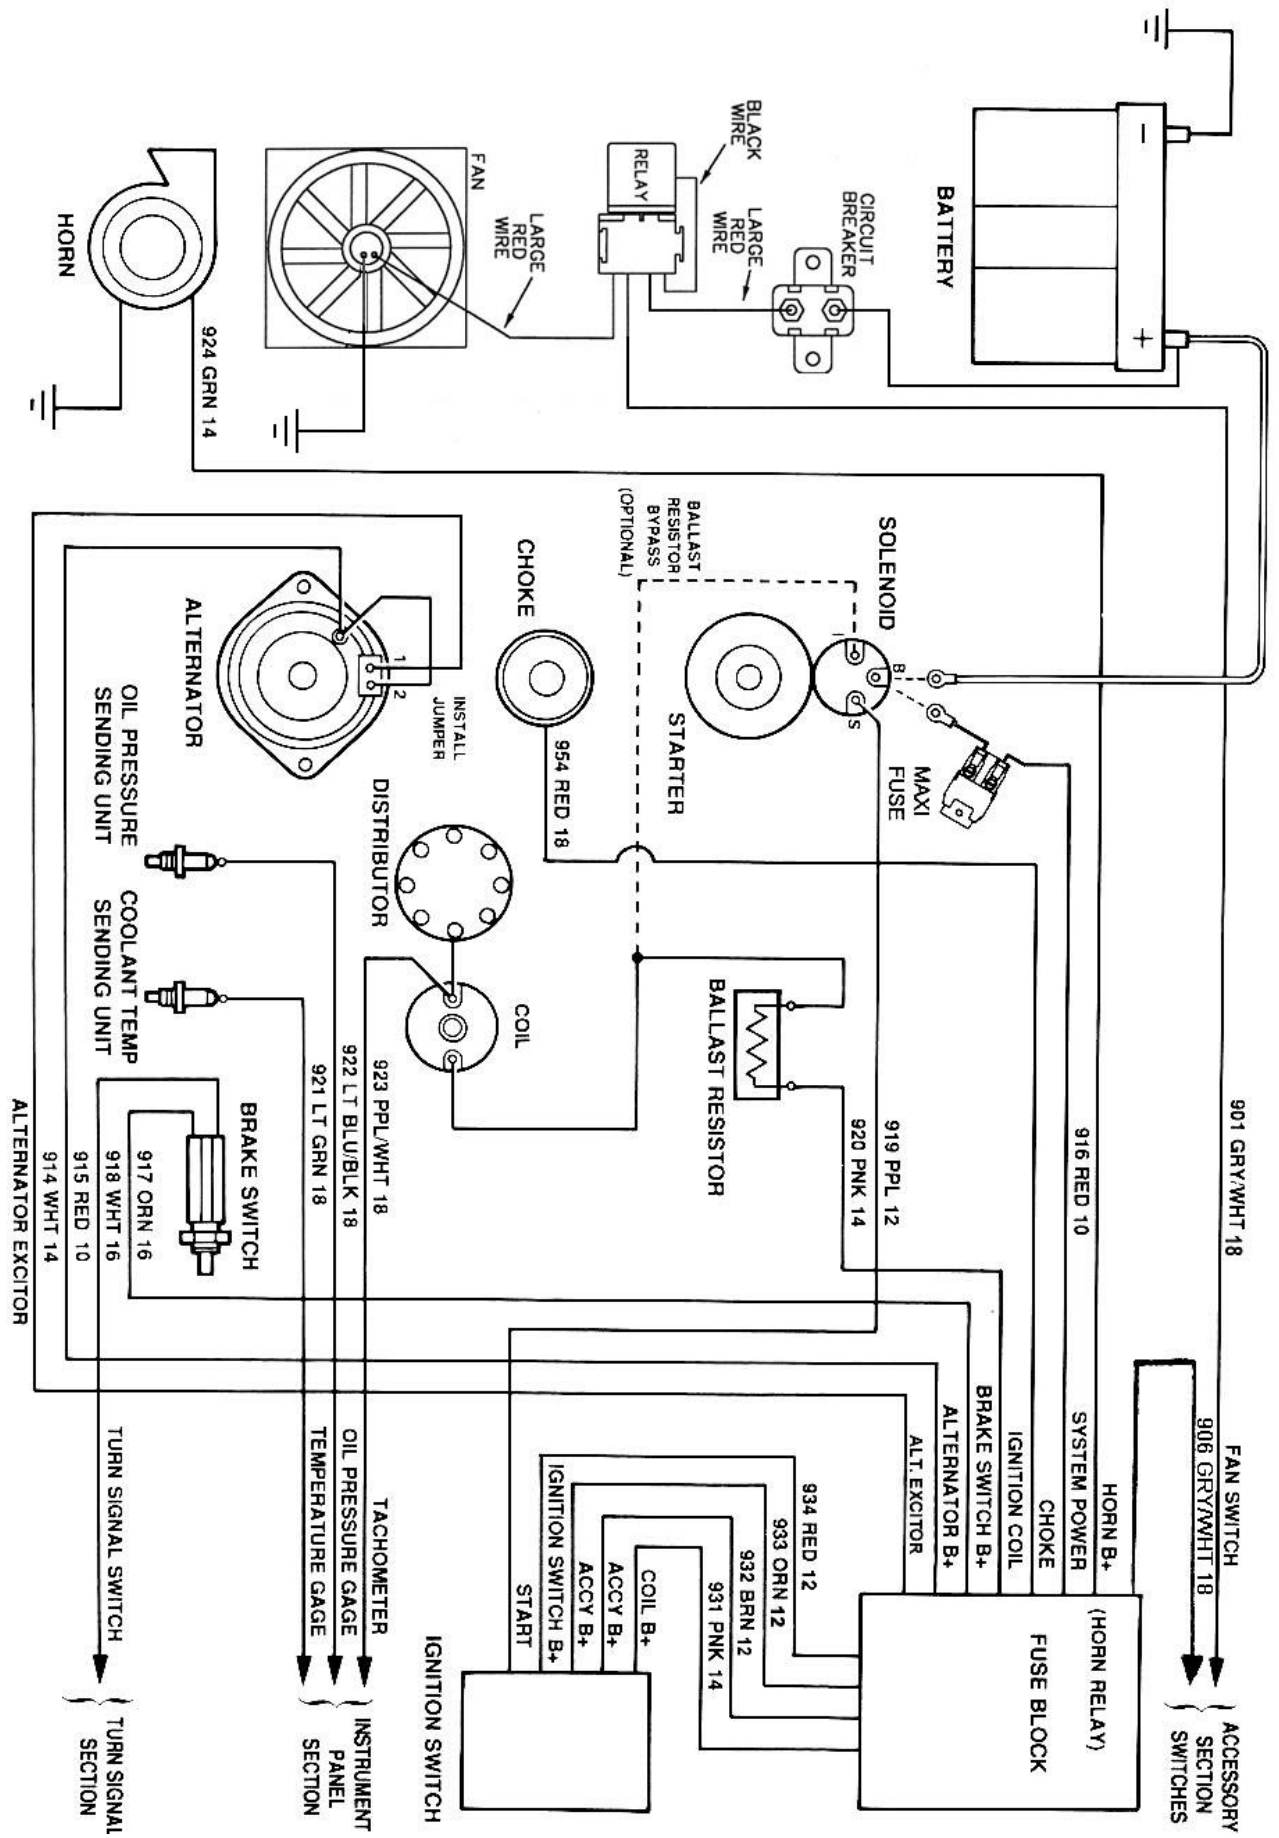 BATTERY
-
+
CIRCUIT
BREAKER
BLACK
WIRE
LARGE
RED
WIRE
RELAY
LARGE
RED
WIRE
FAN
HORN
924 GRN 14
SOLENOID
I
B
S
BALLAST
RESISTOR
BYPASS
(OPTIONAL)
CHOKE
STARTER
MAXI
FUSE
954 RED 18
ALTERNATOR
1
2
INSTALL
JUMPER
DISTRIBUTOR
OIL PRESSURE
SENDING UNIT
COOLANT TEMP
SENDING UNIT
COIL
BALLAST RESISTOR
BRAKE SWITCH
901 GRY/WHT 18
916 RED 10
919 PPL 12
920 PNK 14
923 PPL/WHT 18
922 LT BLU/BLK 18
921 LT GRN 18
917 ORN 16
918 WHT 16
915 RED 10
914 WHT 14
ALTERNATOR EXCITOR
FAN SWITCH
906 GRY/WHT 18
HORN B+
SYSTEM POWER
CHOKE
IGNITION COIL
BRAKE SWITCH B+
ALTERNATOR B+
ALT. EXCITOR
934 RED 12
933 ORN 12
932 BRN 12
931 PNK 14
COIL B+
ACCY B+
ACCY B+
IGNITION SWITCH B+
START
TACHOMETER
OIL PRESSURE GAGE
TEMPERATURE GAGE
TURN SIGNAL SWITCH
(HORN RELAY)
FUSE BLOCK
IGNITION SWITCH
ACCESSORY
SECTION
SWITCHES
INSTRUMENT
PANEL
SECTION
TURN SIGNAL
SECTION